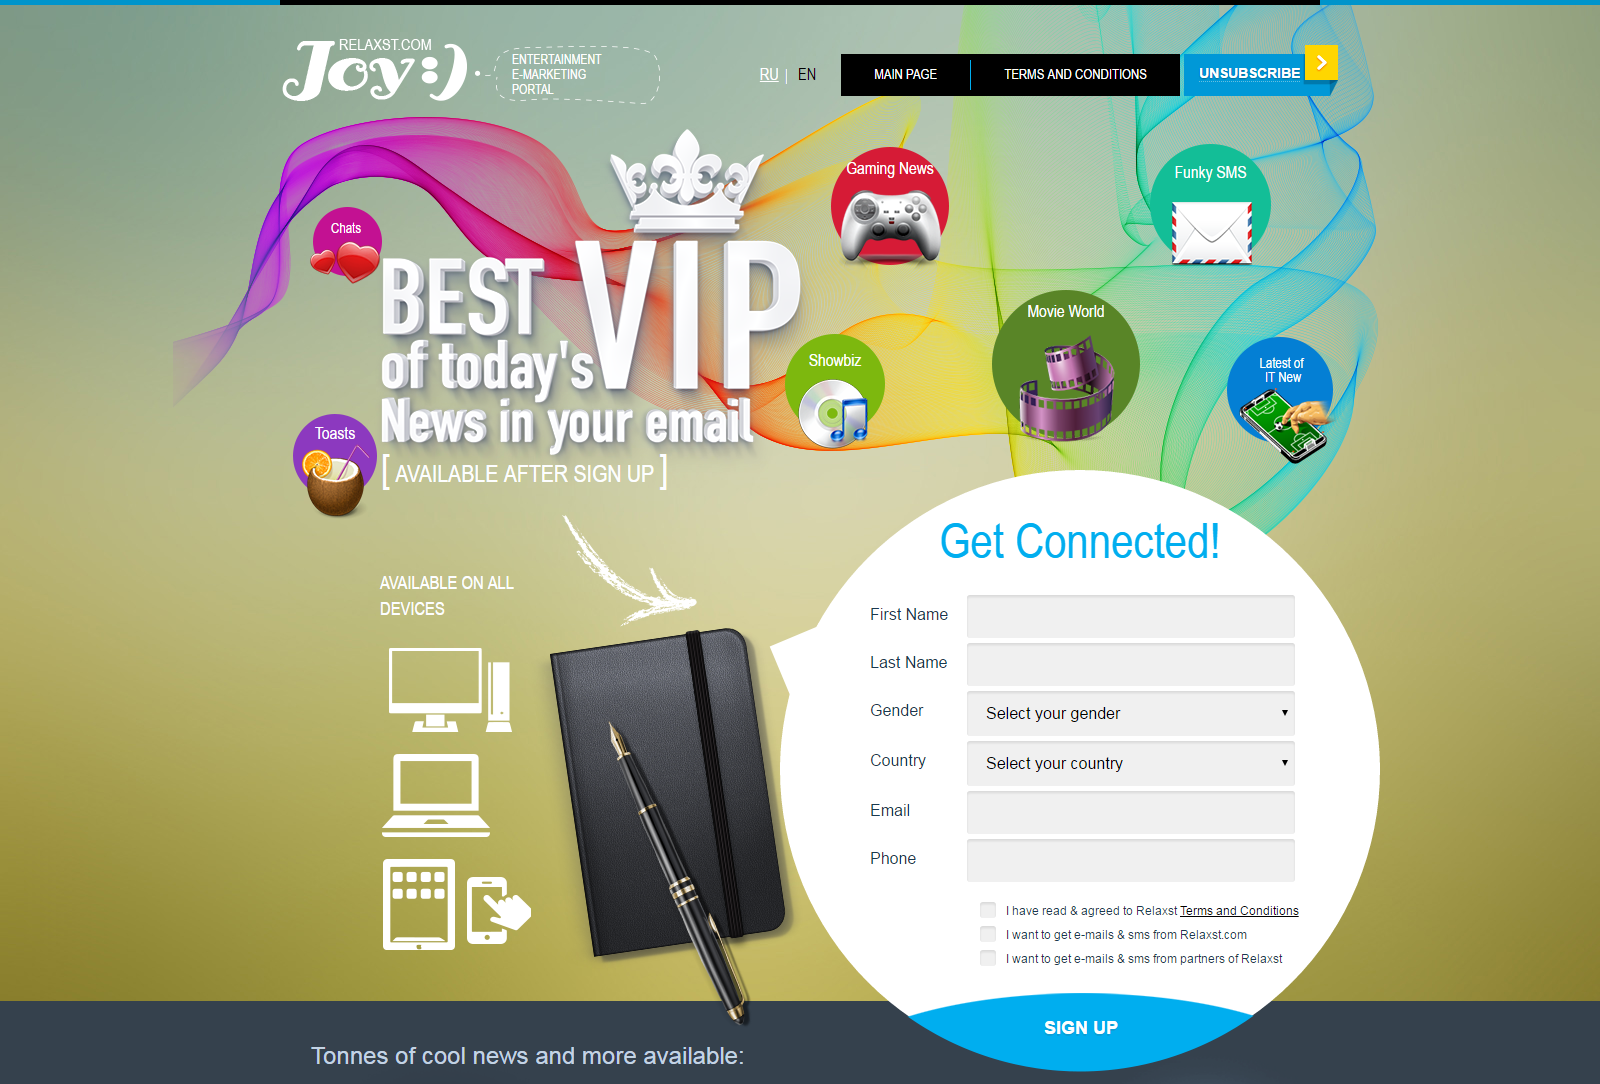 RELAXST.COM
Joy:)
ENTERTAINMENT
E-MARKETING
PORTAL
RU | EN
MAIN PAGE
TERMS AND CONDITIONS
UNSUBSCRIBE
Chats
Gaming News
Funky SMS
BEST VIP
of today's
News in your email
[ AVAILABLE AFTER SIGN UP ]
Showbiz
Movie World
Latest of
IT New
Toasts
AVAILABLE ON ALL
DEVICES
Get Connected!
First Name
Last Name
Gender
Select your gender
Country
Select your country
Email
Phone
I have read & agreed to Relaxst Terms and Conditions
I want to get e-mails & sms from Relaxst.com
I want to get e-mails & sms from partners of Relaxst
SIGN UP
Tonnes of cool news and more available: